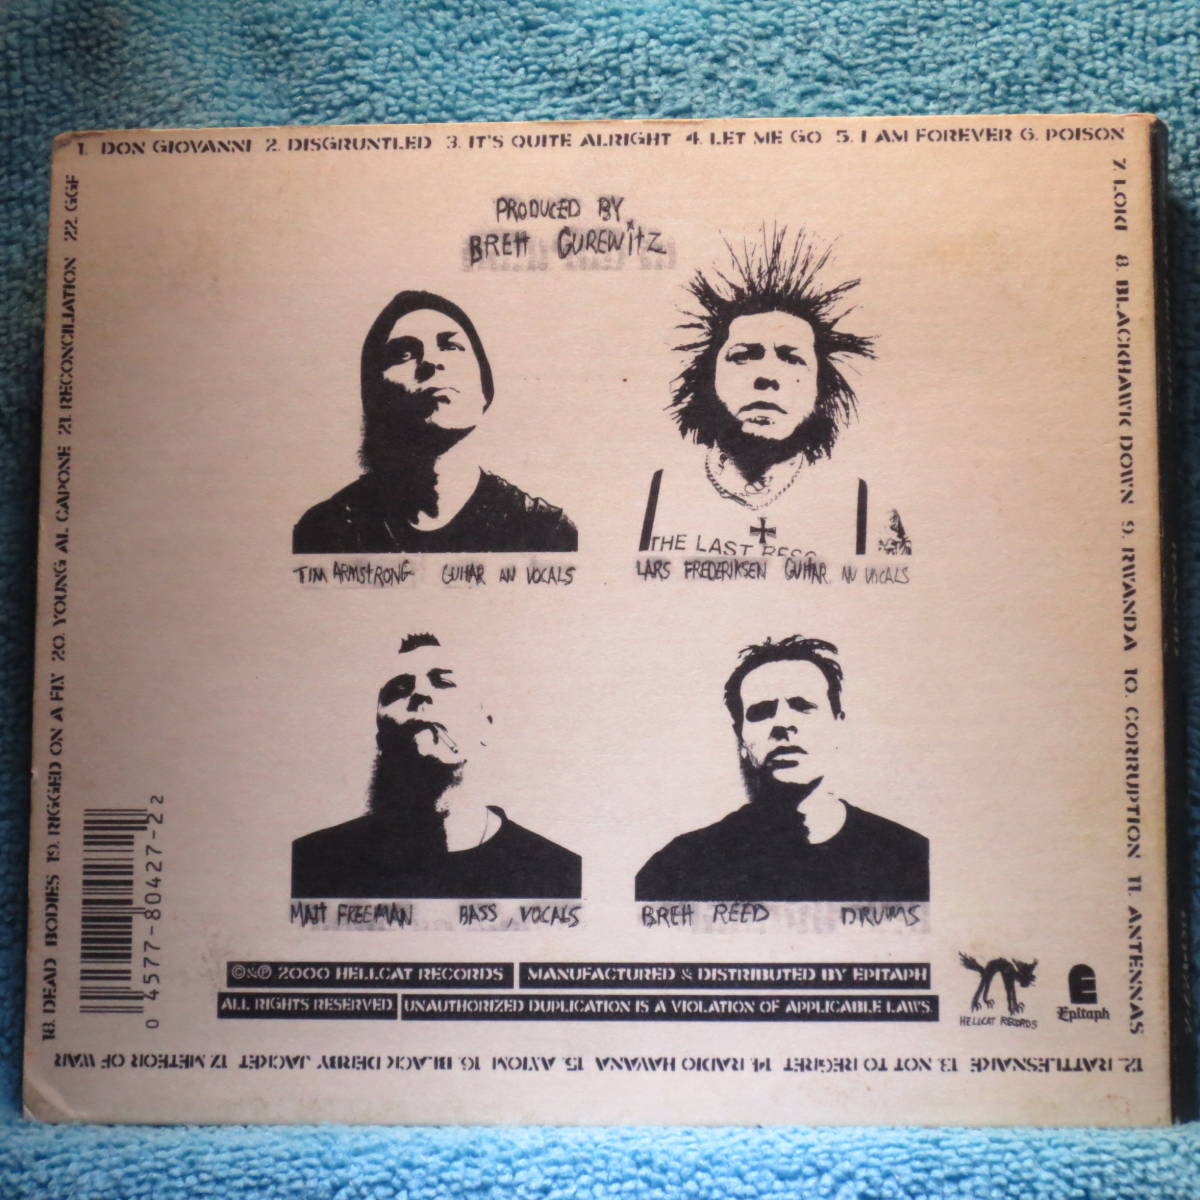 1. DON GIOVANNI 2. DISGRUNTLED 3. IT'S QUITE ALRIGHT 4. LET ME GO 5. I AM FOREVER 6. POISON
7. LOKI 8. BLACKHAWK DOWN 9. RWANDA 10. CORRUPTION 11. ANTENNAS
12. RATTLESNAKE 13. NOT TO REGRET 14. RADIO HAVANA 15. AXIOM 16. BLACK DERBY JACKET 17. METEOR OF WAR
18. DEAD BODIES 19. RIGGED ON A FIX 20. YOUNG AL CAPONE 21. RECONCILIATION 22. GGF
PRODUCED BY
BRETT GUREWITZ
THE LAST RESO
TIM ARMSTRONG GUITAR AN VOCALS
LARS FREDERIKSEN GUITAR AN VOCALS
MATT FREEMAN BASS, VOCALS
BRETT REED DRUMS
0 4577-80427-2 2
©&℗ 2000 HELLCAT RECORDS MANUFACTURED & DISTRIBUTED BY EPITAPH
ALL RIGHTS RESERVED UNAUTHORIZED DUPLICATION IS A VIOLATION OF APPLICABLE LAWS.
HELLCAT RECORDS
Epitaph